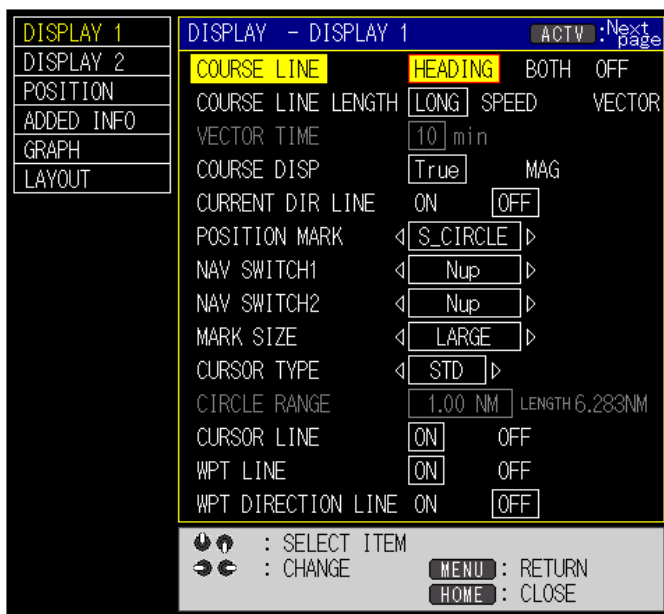 DISPLAY 1
DISPLAY 2
POSITION
ADDED INFO
GRAPH
LAYOUT
DISPLAY - DISPLAY 1 ACTV :Next page
COURSE LINE HEADING BOTH OFF
COURSE LINE LENGTH LONG SPEED VECTOR
VECTOR TIME 10 min
COURSE DISP True MAG
CURRENT DIR LINE ON OFF
POSITION MARK S_CIRCLE
NAV SWITCH1 Nup
NAV SWITCH2 Nup
MARK SIZE LARGE
CURSOR TYPE STD
CIRCLE RANGE 1.00 NM LENGTH 6.283NM
CURSOR LINE ON OFF
WPT LINE ON OFF
WPT DIRECTION LINE ON OFF
: SELECT ITEM
: CHANGE MENU : RETURN
HOME : CLOSE